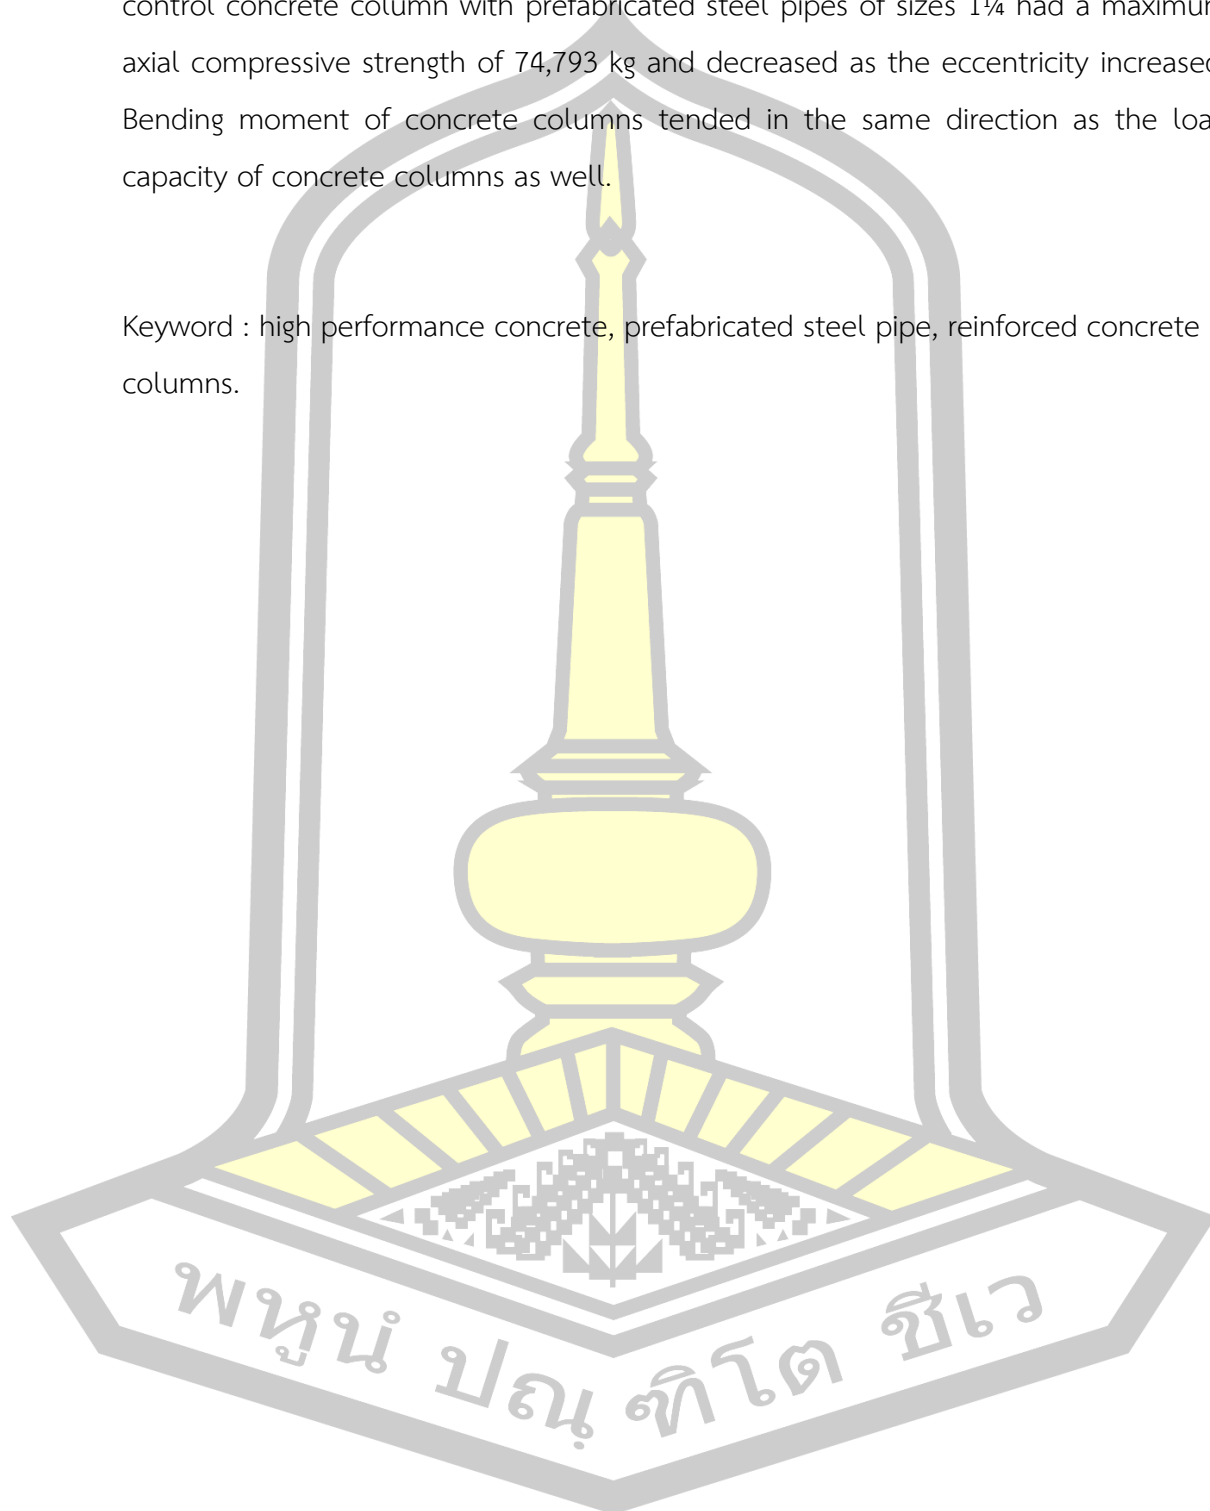 control concrete column with prefabricated steel pipes of sizes 1¼ had a maximum
axial compressive strength of 74,793 kg and decreased as the eccentricity increased
Bending moment of concrete columns tended in the same direction as the loa
capacity of concrete columns as well.
Keyword : high performance concrete, prefabricated steel pipe, reinforced concrete
columns.
พหูนํ ปณฺฑิโต ชีเว